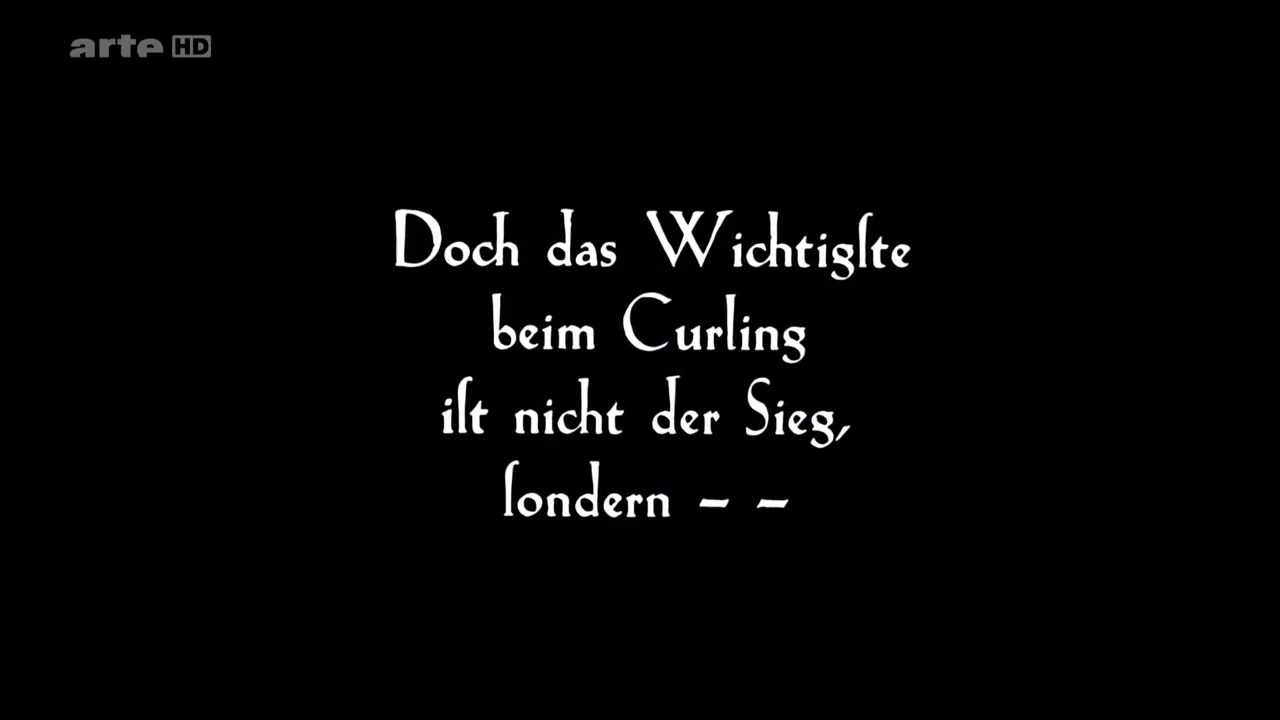 arte HD
Doch das Wichtigſte
beim Curling
iſt nicht der Sieg,
ſondern – –